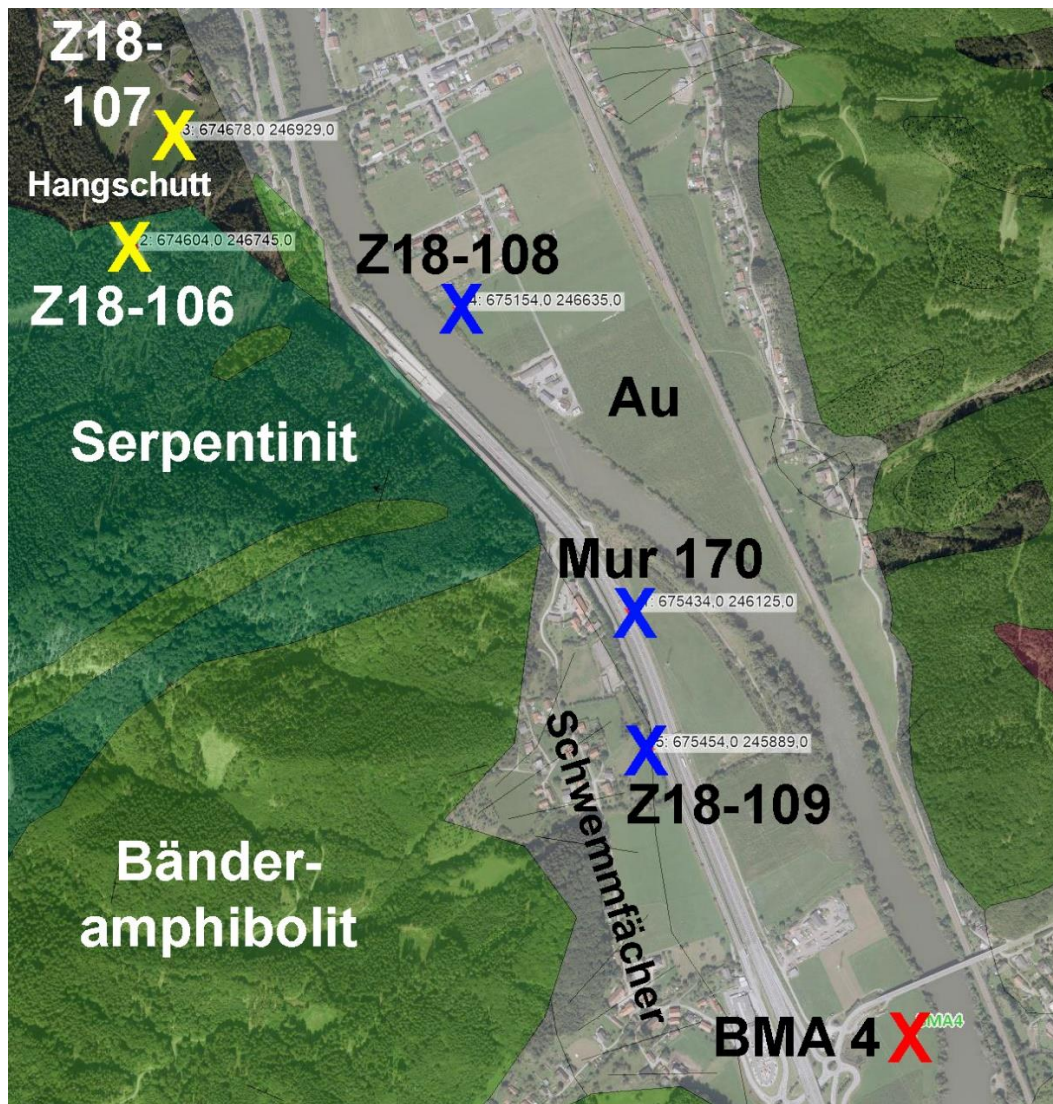 Z18-
107
3: 674678,0 246929,0
Hangschutt
2: 674604,0 246745,0
Z18-106
Z18-108
4: 675154,0 246635,0
Au
Serpentinit
Mur 170
1: 675434,0 246125,0
Schwemmfächer
5: 675454,0 245889,0
Z18-109
Bänder-
amphibolit
BMA 4
BMA4